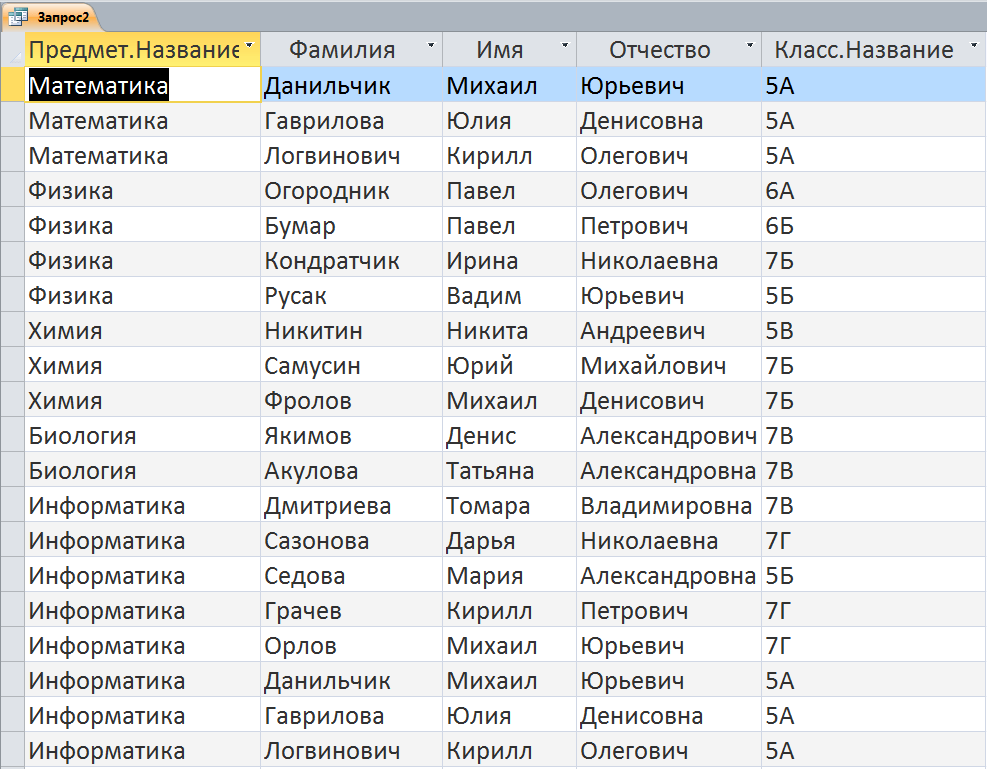 Запрос2
Предмет.Название Фамилия Имя Отчество Класс.Название
Математика Данильчик Михаил Юрьевич 5А
Математика Гаврилова Юлия Денисовна 5А
Математика Логвинович Кирилл Олегович 5А
Физика Огородник Павел Олегович 6А
Физика Бумар Павел Петрович 6Б
Физика Кондратчик Ирина Николаевна 7Б
Физика Русак Вадим Юрьевич 5Б
Химия Никитин Никита Андреевич 5В
Химия Самусин Юрий Михайлович 7Б
Химия Фролов Михаил Денисович 7Б
Биология Якимов Денис Александрович 7В
Биология Акулова Татьяна Александровна 7В
Информатика Дмитриева Томара Владимировна 7В
Информатика Сазонова Дарья Николаевна 7Г
Информатика Седова Мария Александровна 5Б
Информатика Грачев Кирилл Петрович 7Г
Информатика Орлов Михаил Юрьевич 7Г
Информатика Данильчик Михаил Юрьевич 5А
Информатика Гаврилова Юлия Денисовна 5А
Информатика Логвинович Кирилл Олегович 5А